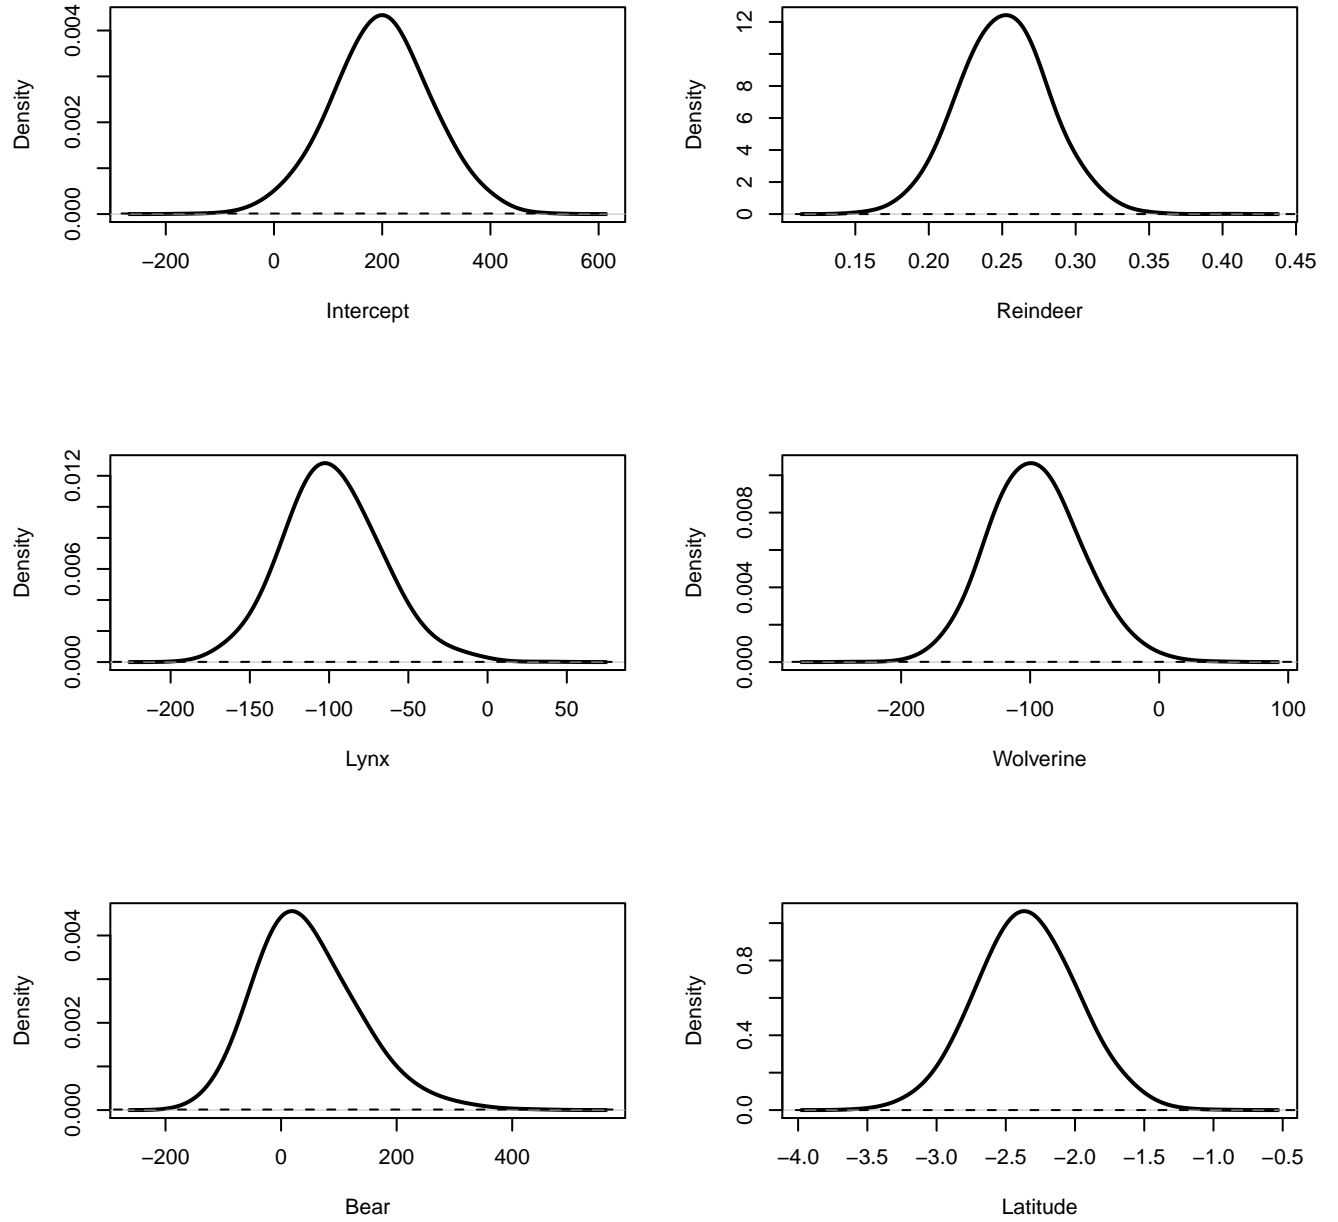 Density
0.000 0.002 0.004
−200 0 200 400 600
Intercept
Density
0 2 4 6 8 12
0.15 0.20 0.25 0.30 0.35 0.40 0.45
Reindeer
Density
0.000 0.006 0.012
−200 −150 −100 −50 0 50
Lynx
Density
0.000 0.004 0.008
−200 −100 0 100
Wolverine
Density
0.000 0.002 0.004
−200 0 200 400
Bear
Density
0.0 0.4 0.8
−4.0 −3.5 −3.0 −2.5 −2.0 −1.5 −1.0 −0.5
Latitude